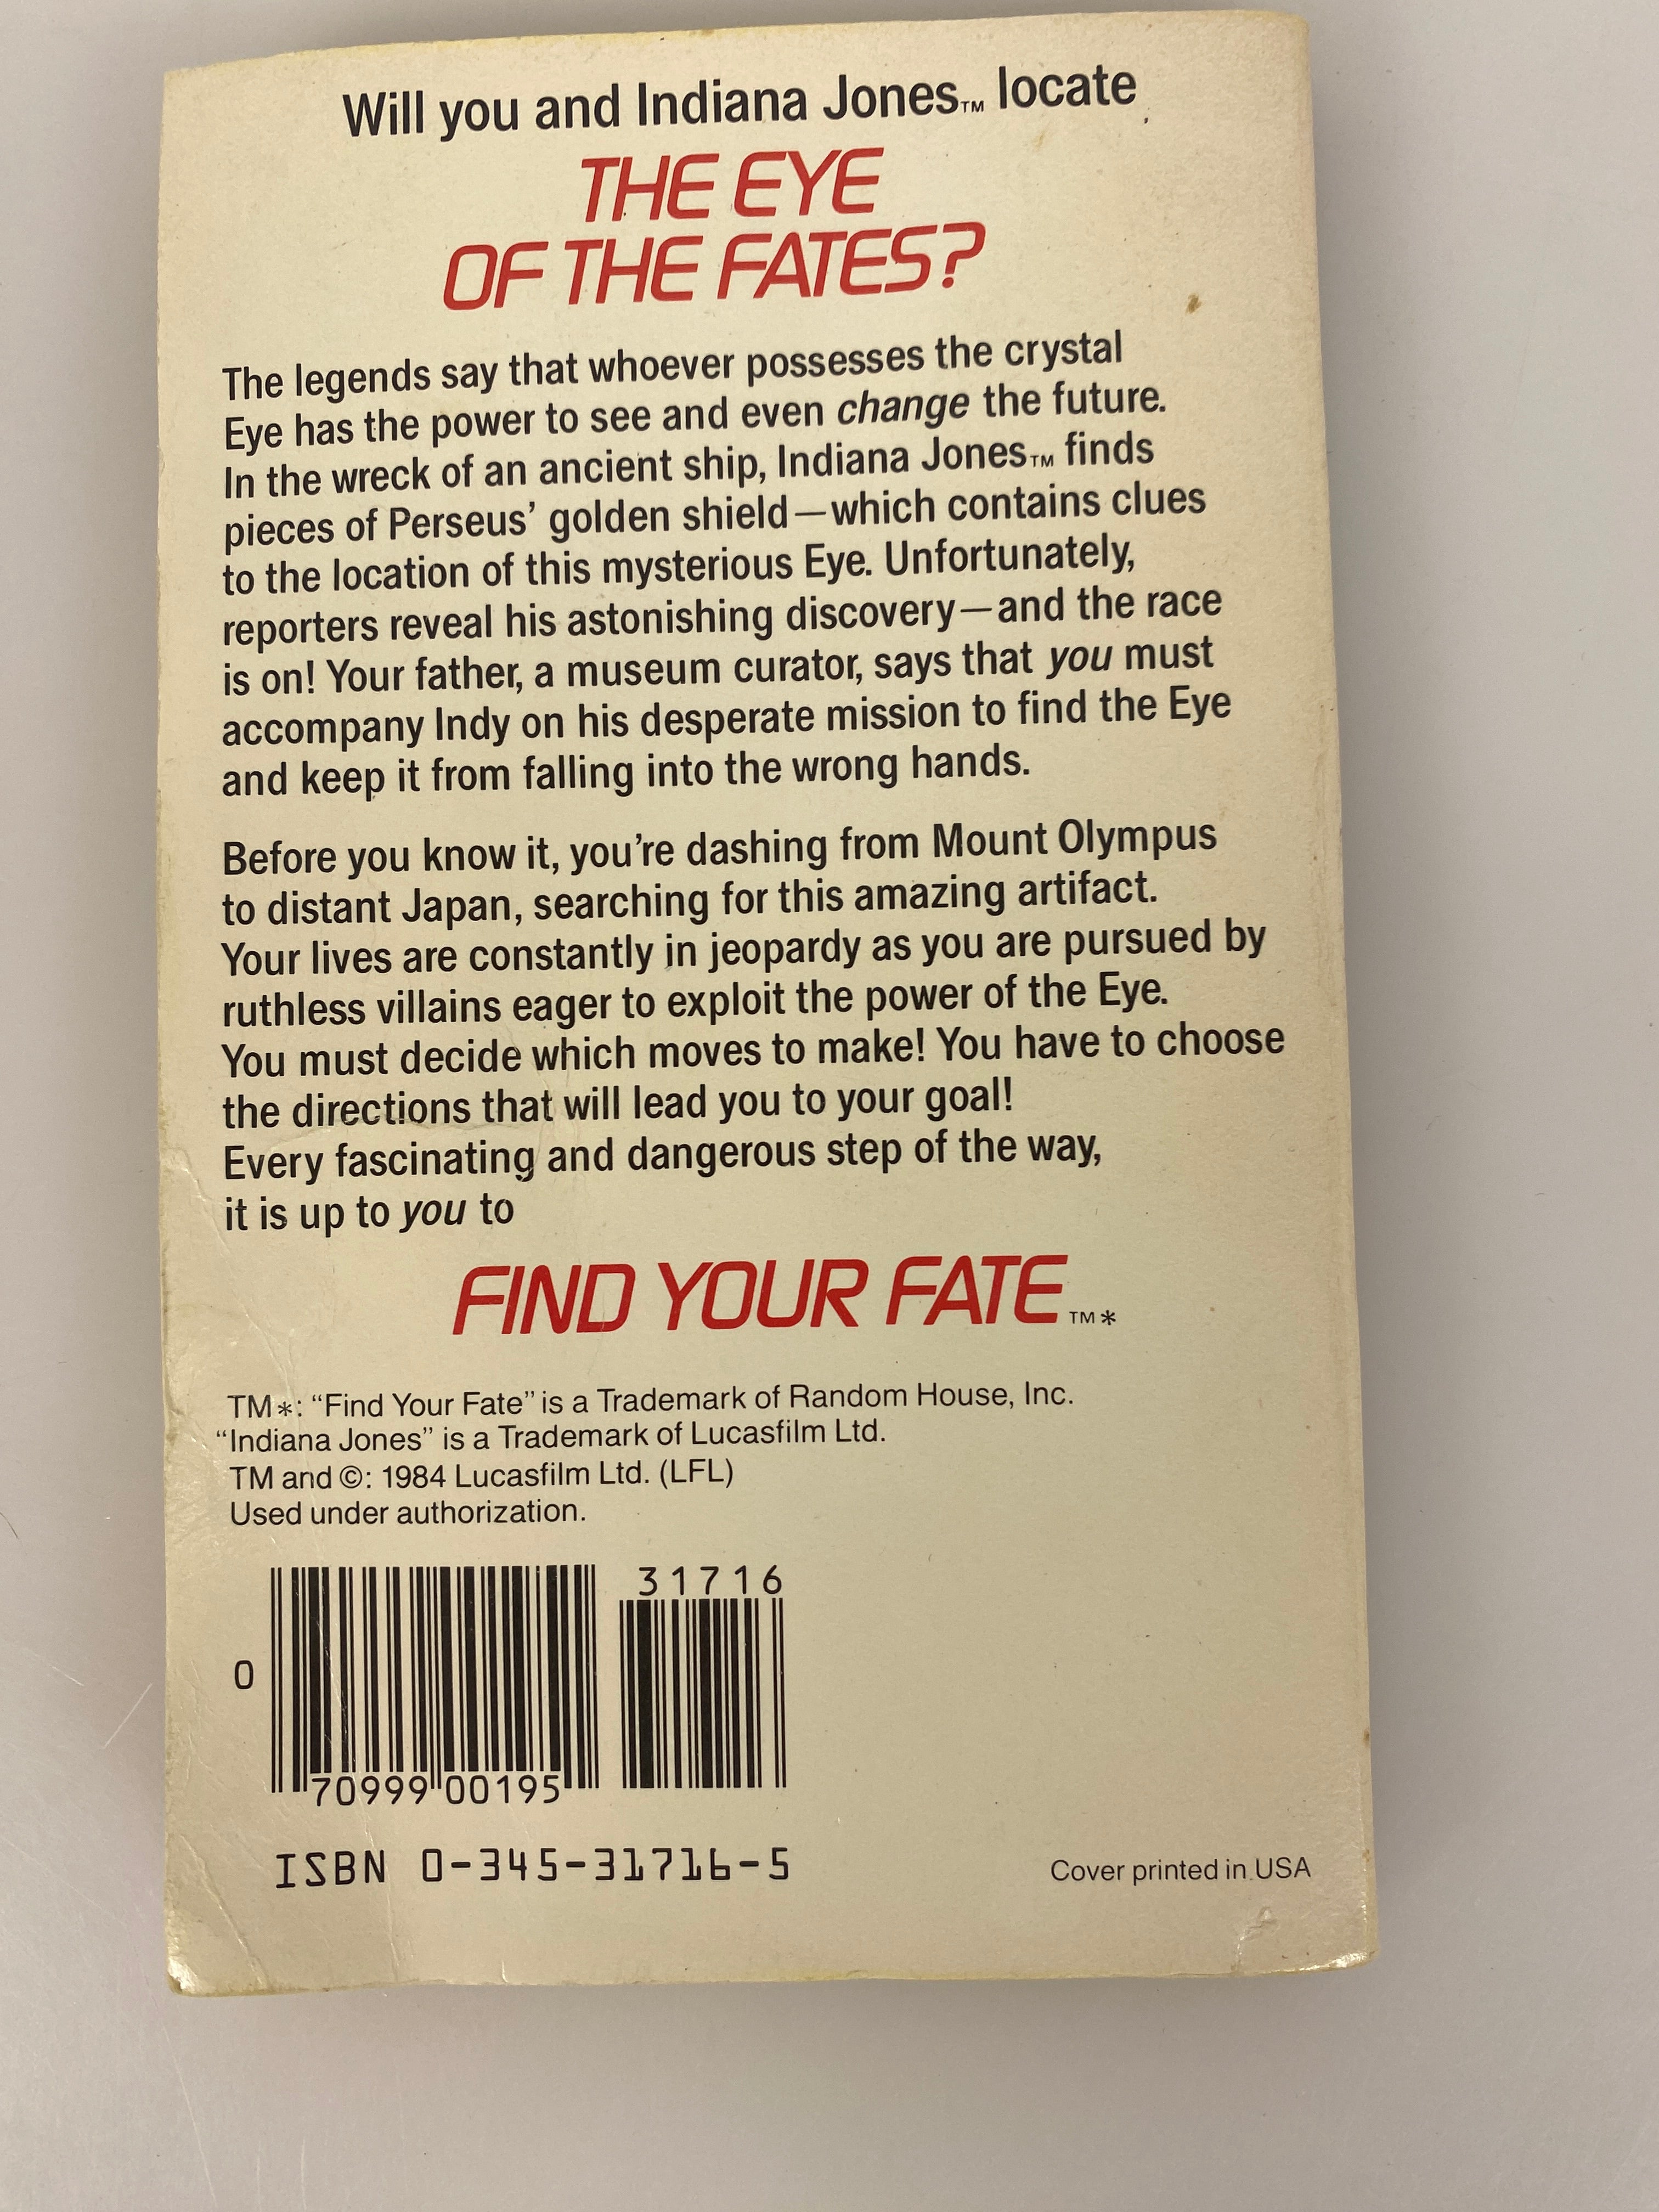 Will you and Indiana Jones™ locate
THE EYE
OF THE FATES?
The legends say that whoever possesses the crystal
Eye has the power to see and even change the future.
In the wreck of an ancient ship, Indiana Jones™ finds
pieces of Perseus’ golden shield—which contains clues
to the location of this mysterious Eye. Unfortunately,
reporters reveal his astonishing discovery—and the race
is on! Your father, a museum curator, says that you must
accompany Indy on his desperate mission to find the Eye
and keep it from falling into the wrong hands.
Before you know it, you’re dashing from Mount Olympus
to distant Japan, searching for this amazing artifact.
Your lives are constantly in jeopardy as you are pursued by
ruthless villains eager to exploit the power of the Eye.
You must decide which moves to make! You have to choose
the directions that will lead you to your goal!
Every fascinating and dangerous step of the way,
it is up to you to
FIND YOUR FATE™*
TM*: “Find Your Fate” is a Trademark of Random House, Inc.
“Indiana Jones” is a Trademark of Lucasfilm Ltd.
TM and ©: 1984 Lucasfilm Ltd. (LFL)
Used under authorization.
31716
0
70999 00195
ISBN 0-345-31716-5
Cover printed in USA